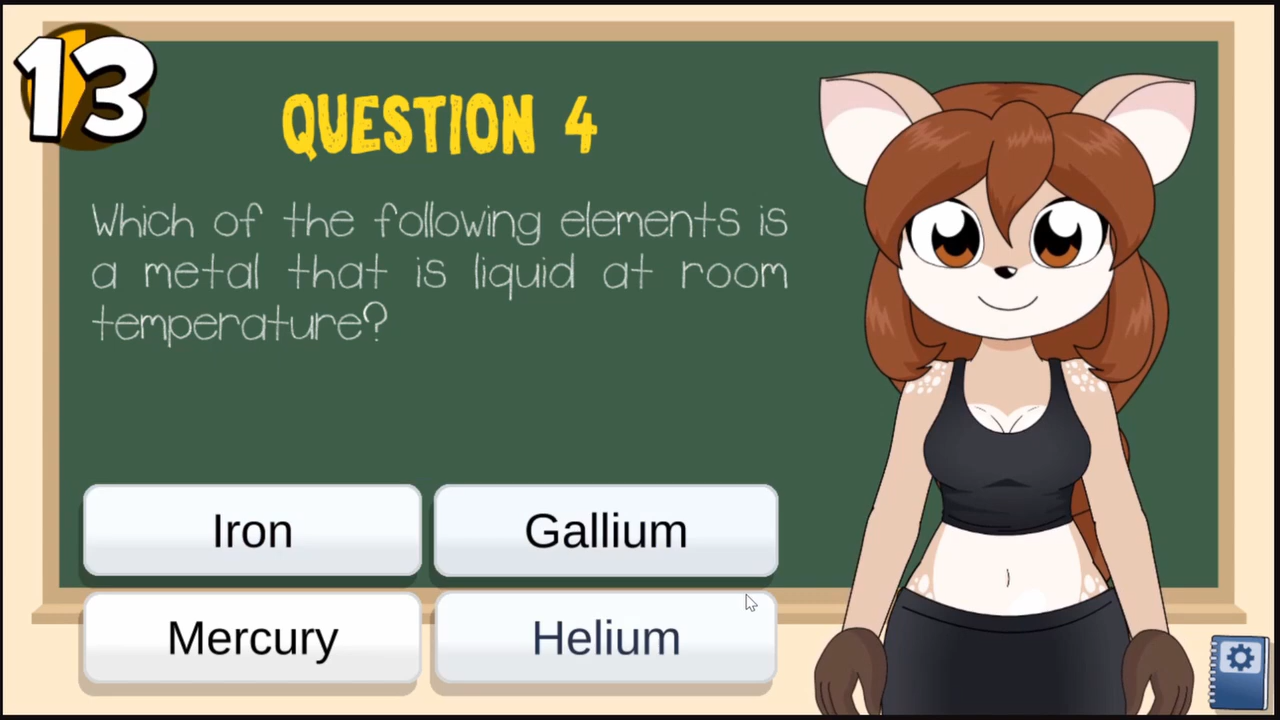 13
QUESTION 4
Which of the following elements is
a metal that is liquid at room
temperature?
Iron
Gallium
Mercury
Helium